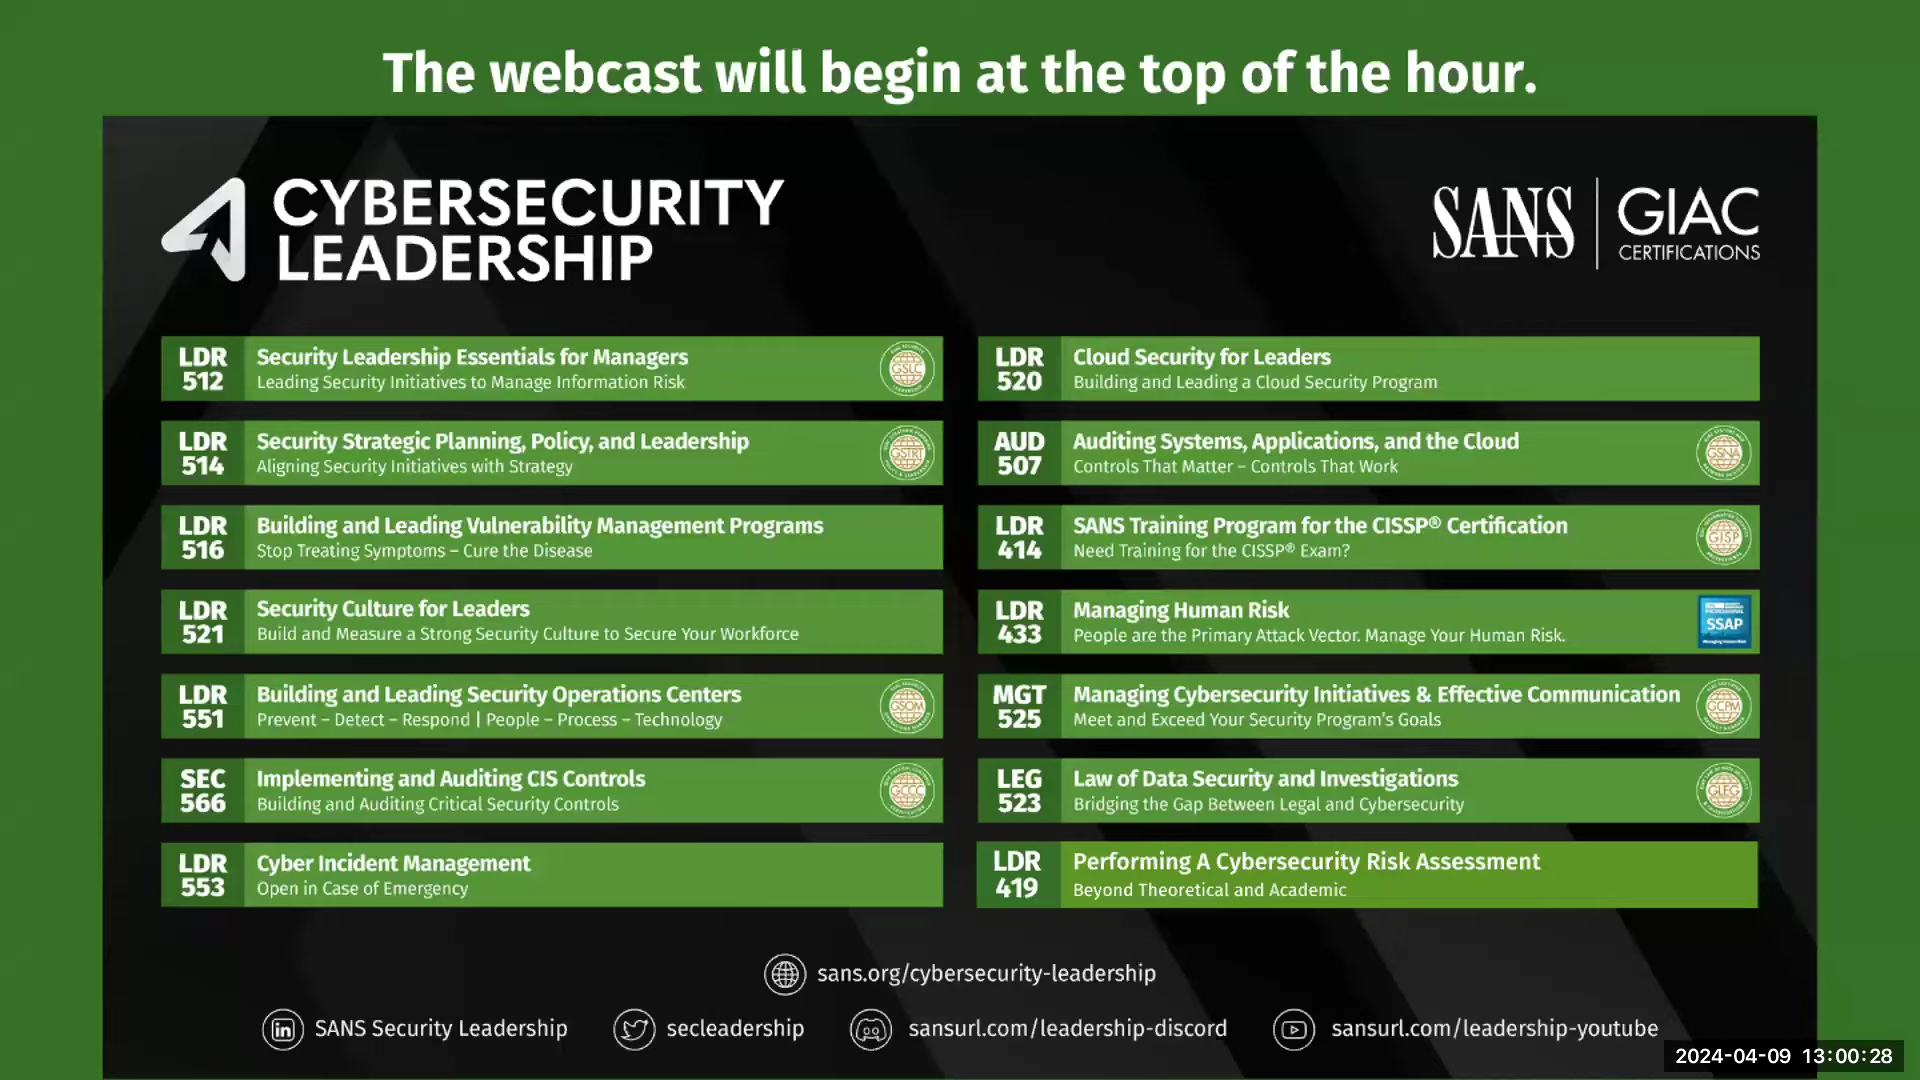 The webcast will begin at the top of the hour.
CYBERSECURITY
LEADERSHIP
SANS
GIAC
CERTIFICATIONS
LDR
512
Security Leadership Essentials for Managers
Leading Security Initiatives to Manage Information Risk
GSLC
LDR
514
Security Strategic Planning, Policy, and Leadership
Aligning Security Initiatives with Strategy
GSTRT
LDR
516
Building and Leading Vulnerability Management Programs
Stop Treating Symptoms – Cure the Disease
LDR
521
Security Culture for Leaders
Build and Measure a Strong Security Culture to Secure Your Workforce
LDR
551
Building and Leading Security Operations Centers
Prevent – Detect – Respond | People – Process – Technology
GSOM
SEC
566
Implementing and Auditing CIS Controls
Building and Auditing Critical Security Controls
GCCC
LDR
553
Cyber Incident Management
Open in Case of Emergency
LDR
520
Cloud Security for Leaders
Building and Leading a Cloud Security Program
AUD
507
Auditing Systems, Applications, and the Cloud
Controls That Matter – Controls That Work
GSNA
LDR
414
SANS Training Program for the CISSP® Certification
Need Training for the CISSP® Exam?
GISP
LDR
433
Managing Human Risk
People are the Primary Attack Vector. Manage Your Human Risk.
SSAP
MGT
525
Managing Cybersecurity Initiatives & Effective Communication
Meet and Exceed Your Security Program's Goals
GCPM
LEG
523
Law of Data Security and Investigations
Bridging the Gap Between Legal and Cybersecurity
GLEG
LDR
419
Performing A Cybersecurity Risk Assessment
Beyond Theoretical and Academic
sans.org/cybersecurity-leadership
in
SANS Security Leadership
secleadership
sansurl.com/leadership-discord
sansurl.com/leadership-youtube
2024-04-09 13:00:28